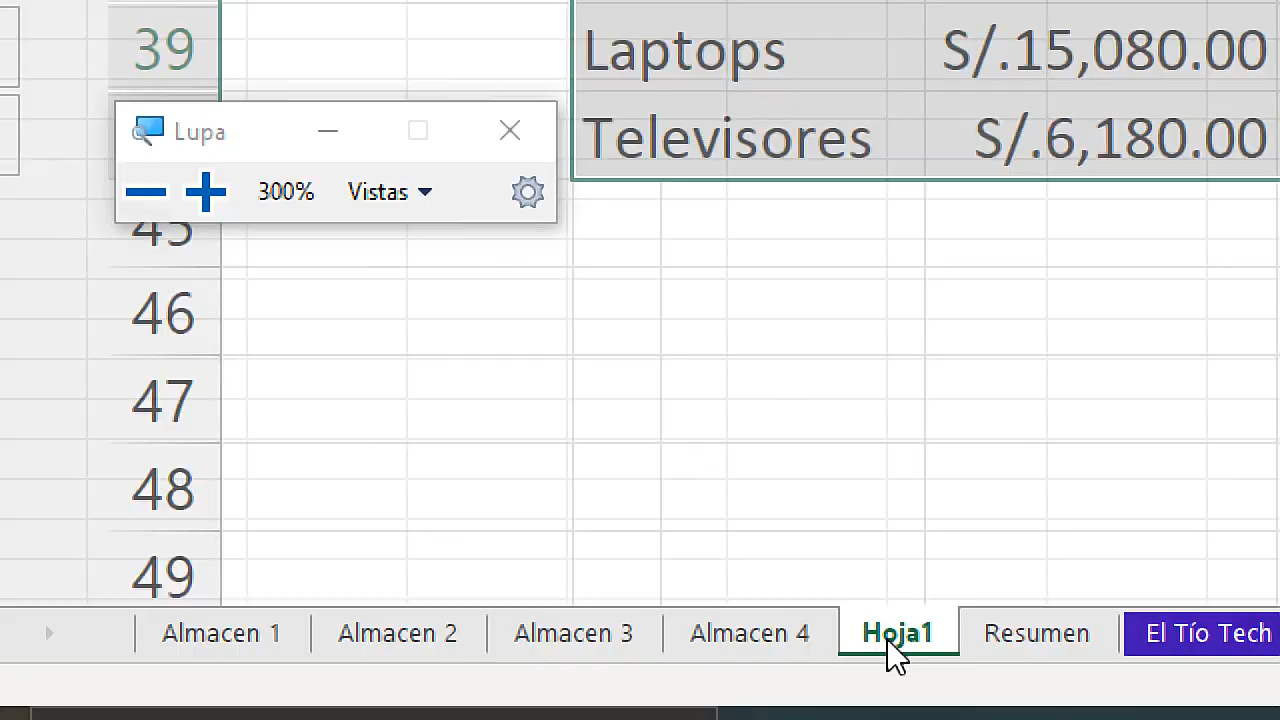 39 Laptops S/.15,080.00
Televisores S/.6,180.00
Lupa
300% Vistas
45
46
47
48
49
Almacen 1 Almacen 2 Almacen 3 Almacen 4 Hoja1 Resumen El Tío Tech